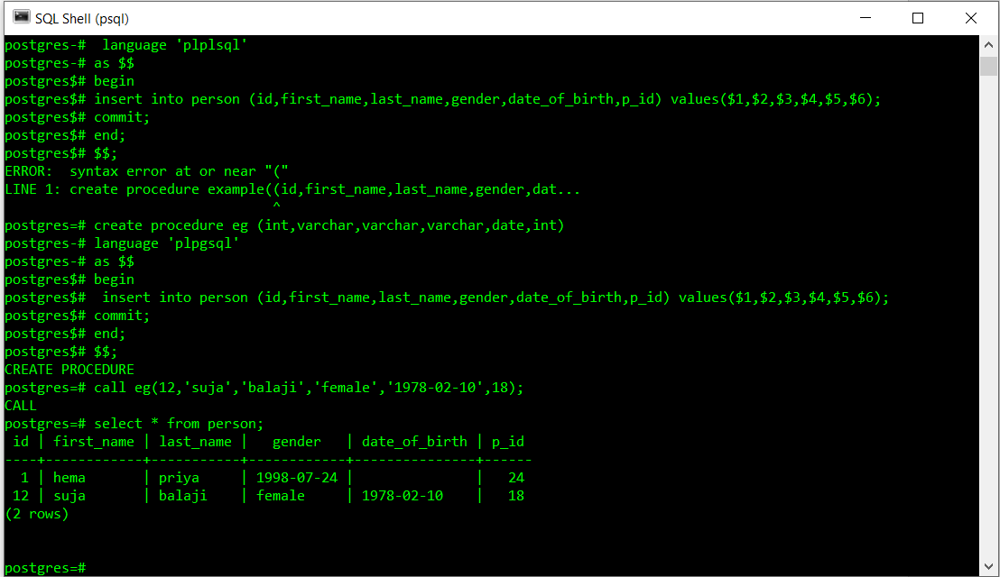 SQL Shell (psql)
postgres-#  language 'plplsql'
postgres-# as $$
postgres$# begin
postgres$# insert into person (id,first_name,last_name,gender,date_of_birth,p_id) values($1,$2,$3,$4,$5,$6);
postgres$# commit;
postgres$# end;
postgres$# $$;
ERROR:  syntax error at or near "("
LINE 1: create procedure example((id,first_name,last_name,gender,dat...
                                 ^
postgres=# create procedure eg (int,varchar,varchar,varchar,date,int)
postgres-# language 'plpgsql'
postgres-# as $$
postgres$# begin
postgres$#  insert into person (id,first_name,last_name,gender,date_of_birth,p_id) values($1,$2,$3,$4,$5,$6);
postgres$# commit;
postgres$# end;
postgres$# $$;
CREATE PROCEDURE
postgres=# call eg(12,'suja','balaji','female','1978-02-10',18);
CALL
postgres=# select * from person;
 id | first_name | last_name |   gender   | date_of_birth | p_id
----+------------+-----------+------------+---------------+------
  1 | hema       | priya     | 1998-07-24 |               |   24
 12 | suja       | balaji    | female     | 1978-02-10    |   18
(2 rows)
postgres=#